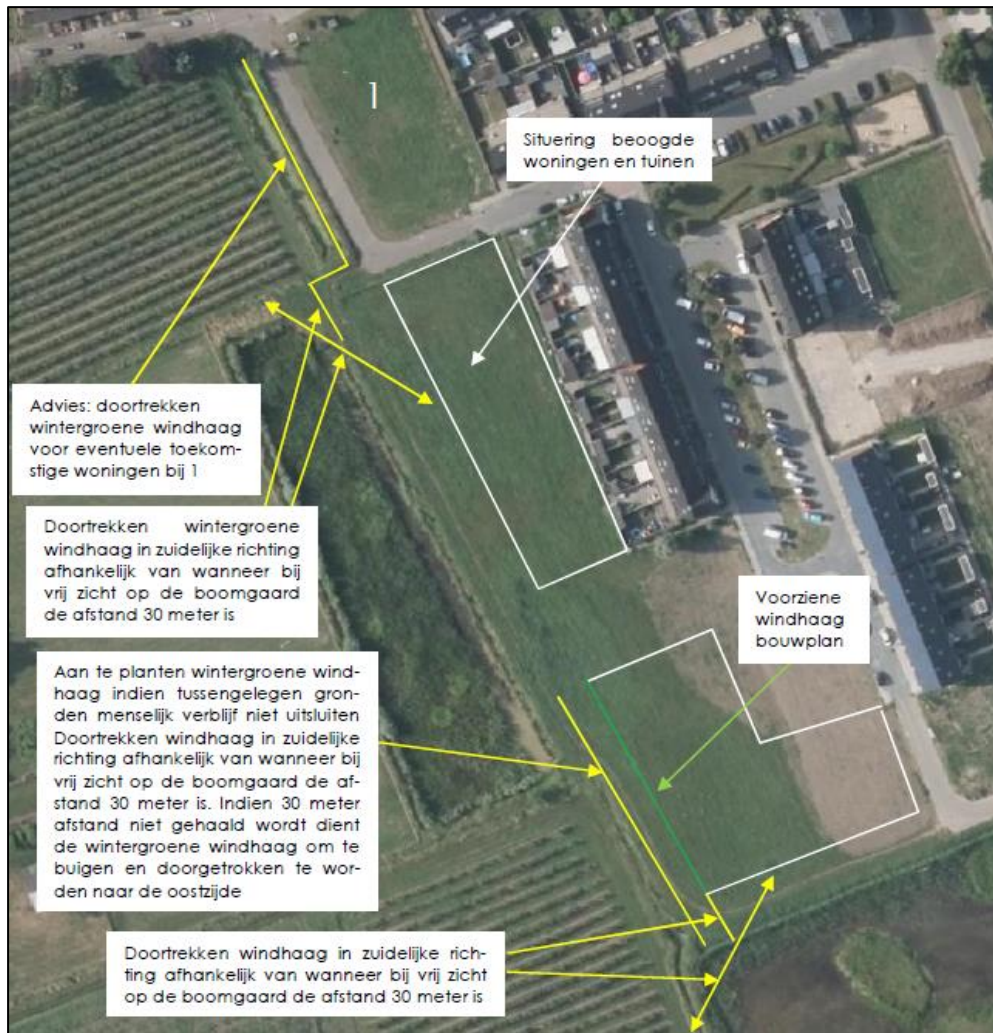 1
Situering beoogde
woningen en tuinen
Advies: doortrekken
wintergroene windhaag
voor eventuele toekom-
stige woningen bij 1
Doortrekken wintergroene
windhaag in zuidelijke richting
afhankelijk van wanneer bij
vrij zicht op de boomgaard
de afstand 30 meter is
Voorziene
windhaag
bouwplan
Aan te planten wintergroene wind-
haag indien tussengelegen gron-
den menselijk verblijf niet uitsluiten
Doortrekken windhaag in zuidelijke
richting afhankelijk van wanneer bij
vrij zicht op de boomgaard de af-
stand 30 meter is. Indien 30 meter
afstand niet gehaald wordt dient
de wintergroene windhaag om te
buigen en doorgetrokken te wor-
den naar de oostzijde
Doortrekken windhaag in zuidelijke rich-
ting afhankelijk van wanneer bij vrij zicht
op de boomgaard de afstand 30 meter is